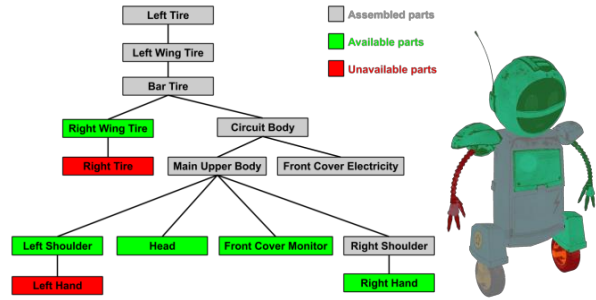 Left Tire
Assembled parts
Left Wing Tire
Available parts
Unavailable parts
Bar Tire
Right Wing Tire
Circuit Body
Right Tire
Main Upper Body
Front Cover Electricity
Left Shoulder
Head
Front Cover Monitor
Right Shoulder
Left Hand
Right Hand